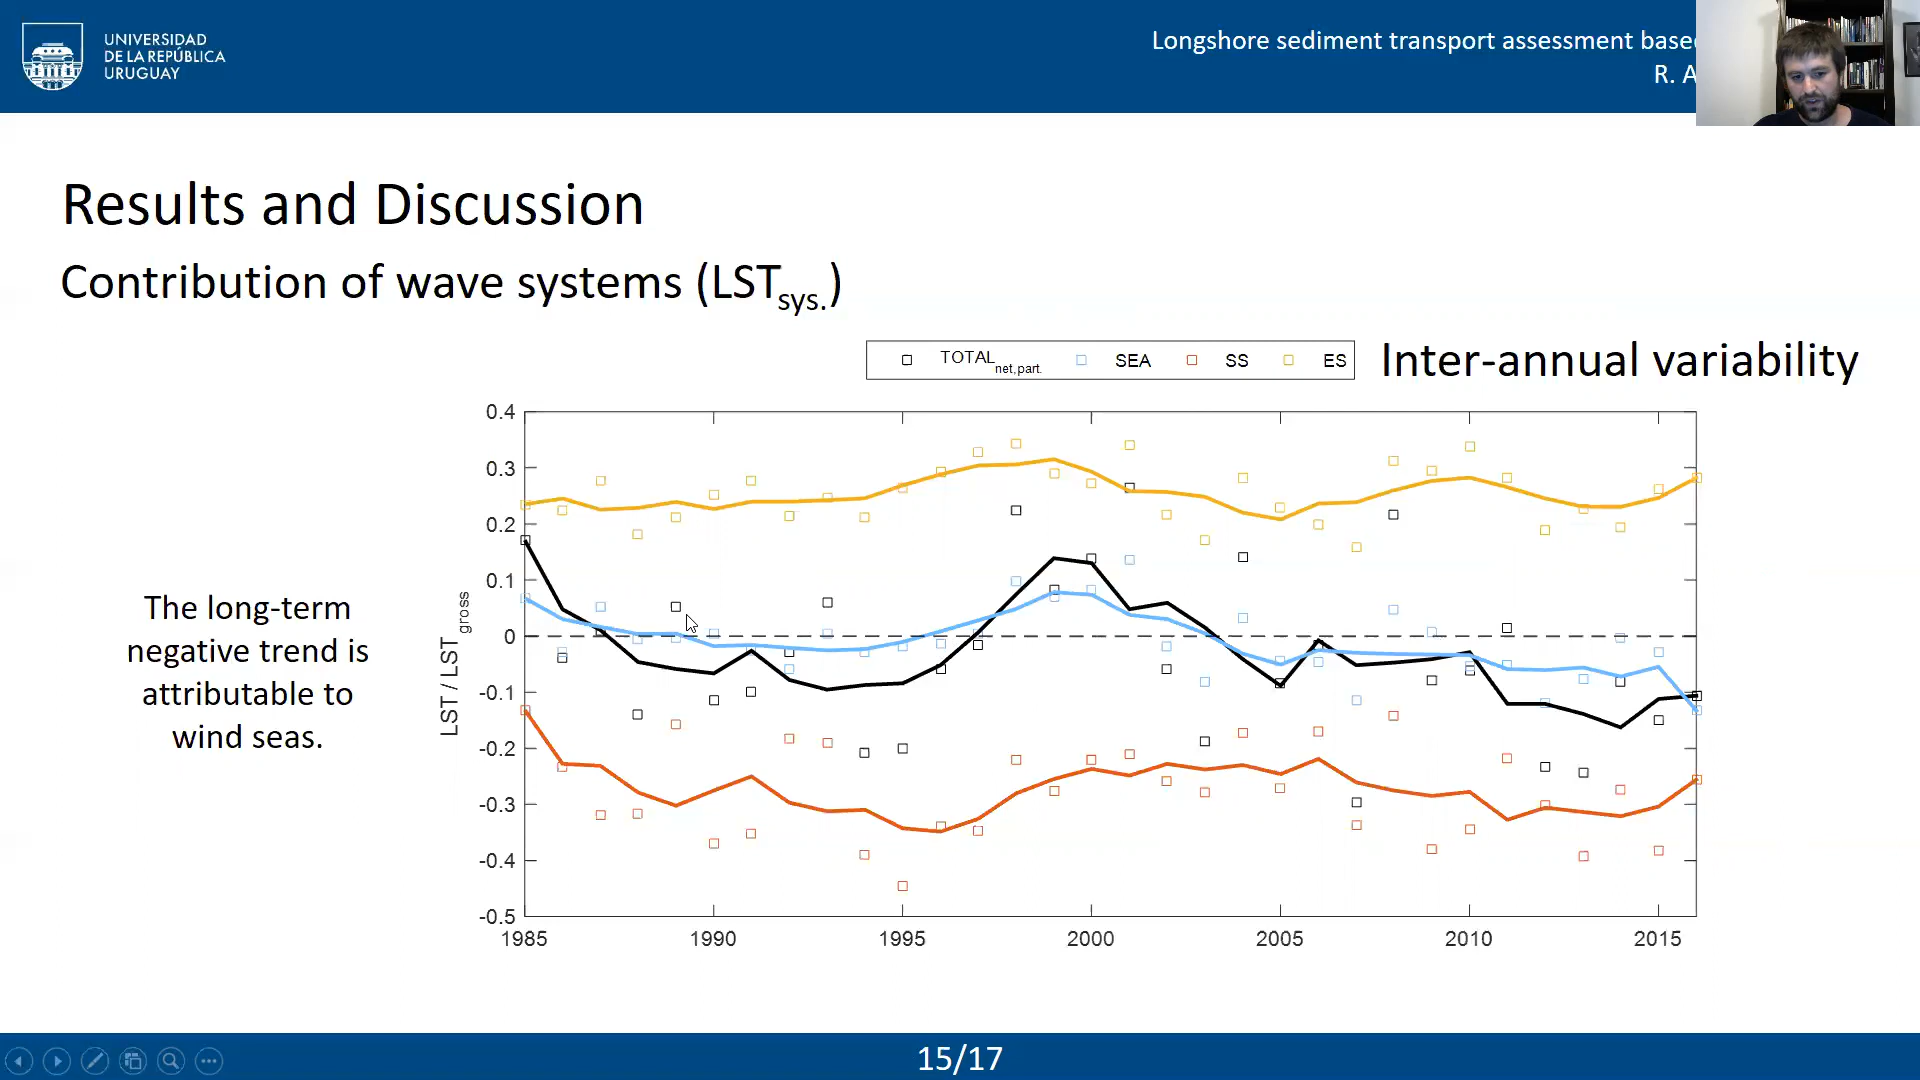 UNIVERSIDAD
DE LA REPÚBLICA
URUGUAY
Longshore sediment transport assessment base
R. A
Results and Discussion
Contribution of wave systems (LSTsys.)
TOTALnet,part. SEA SS ES
Inter-annual variability
The long-term
negative trend is
attributable to
wind seas.
LST / LSTgross
0.4
0.3
0.2
0.1
0
-0.1
-0.2
-0.3
-0.4
-0.5
1985 1990 1995 2000 2005 2010 2015
15/17